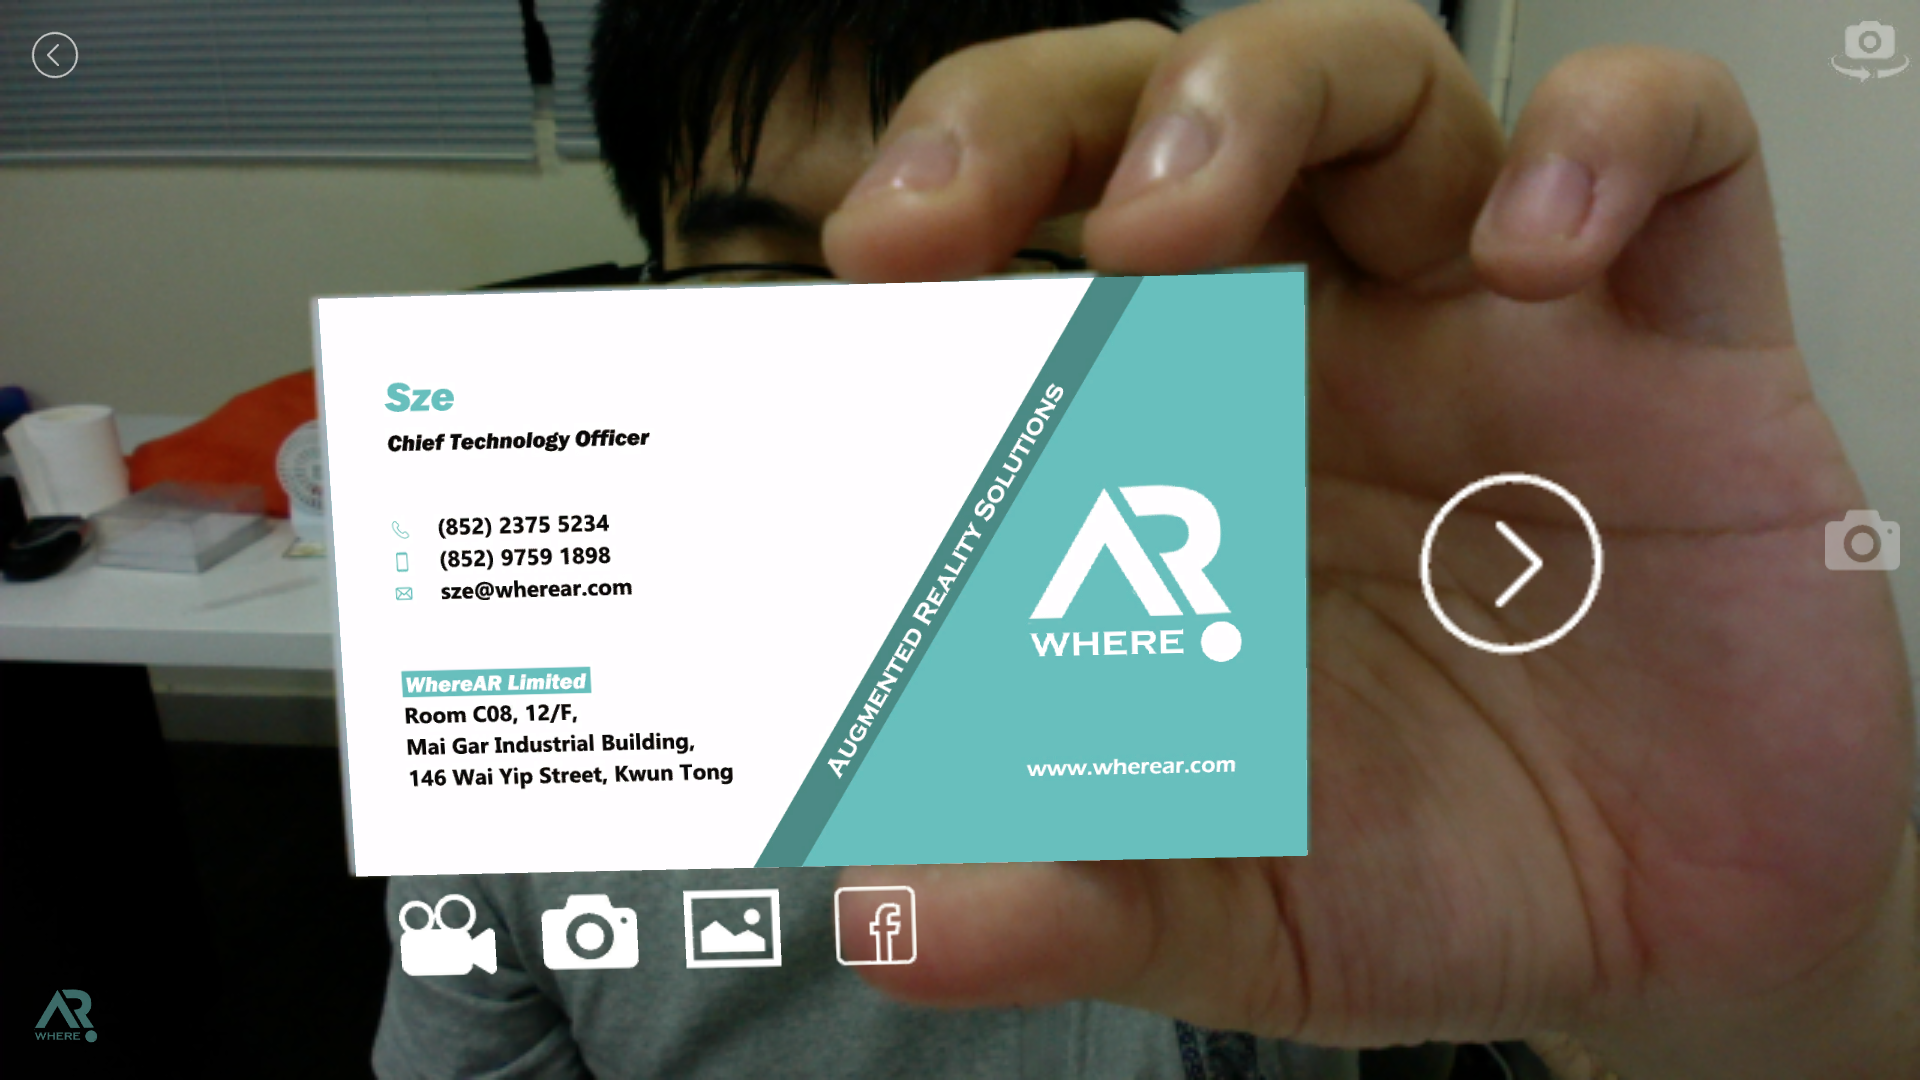 Sze
Chief Technology Officer
(852) 2375 5234
(852) 9759 1898
sze@wherear.com
WhereAR Limited
Room C08, 12/F,
Mai Gar Industrial Building,
146 Wai Yip Street, Kwun Tong
AUGMENTED REALITY SOLUTIONS
AR
WHERE
www.wherear.com
f
AR
WHERE